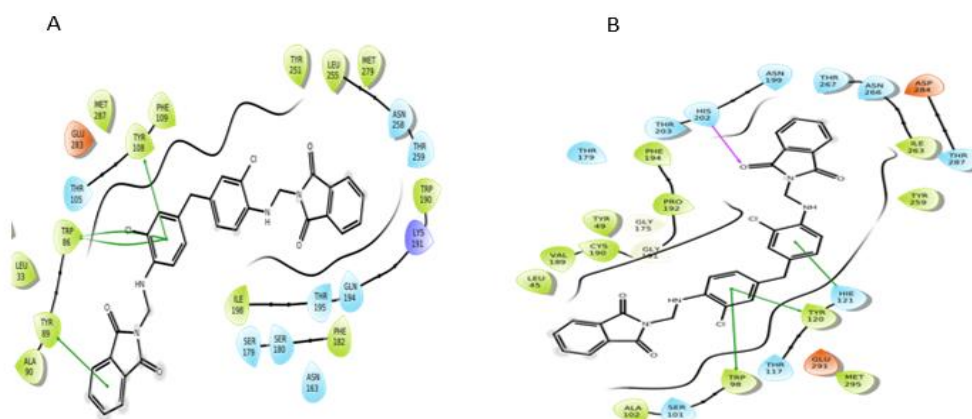 A
TYR
251
LEU
255
MET
279
MET
287
PHE
109
GLU
283
TYR
108
ASN
258
THR
259
THR
105
Cl
O
N
N
H
O
TRP
190
TRP
86
Cl
LYS
191
LEU
33
HN
ILE
198
THR
195
GLN
194
TYR
89
O
N
O
SER
179
SER
180
PHE
182
ALA
90
ASN
163
B
ASN
199
THR
267
ASN
266
ASP
284
HIS
202
THR
203
THR
179
PHE
194
ILE
263
THR
287
O
N
O
PRO
192
TYR
259
NH
TYR
49
GLY
175
Cl
VAL
189
CYS
190
GLY
LEU
45
HIE
121
O
NH
N
O
Cl
TYR
120
THR
117
GLU
291
MET
295
TRP
98
ALA
102
SER
101